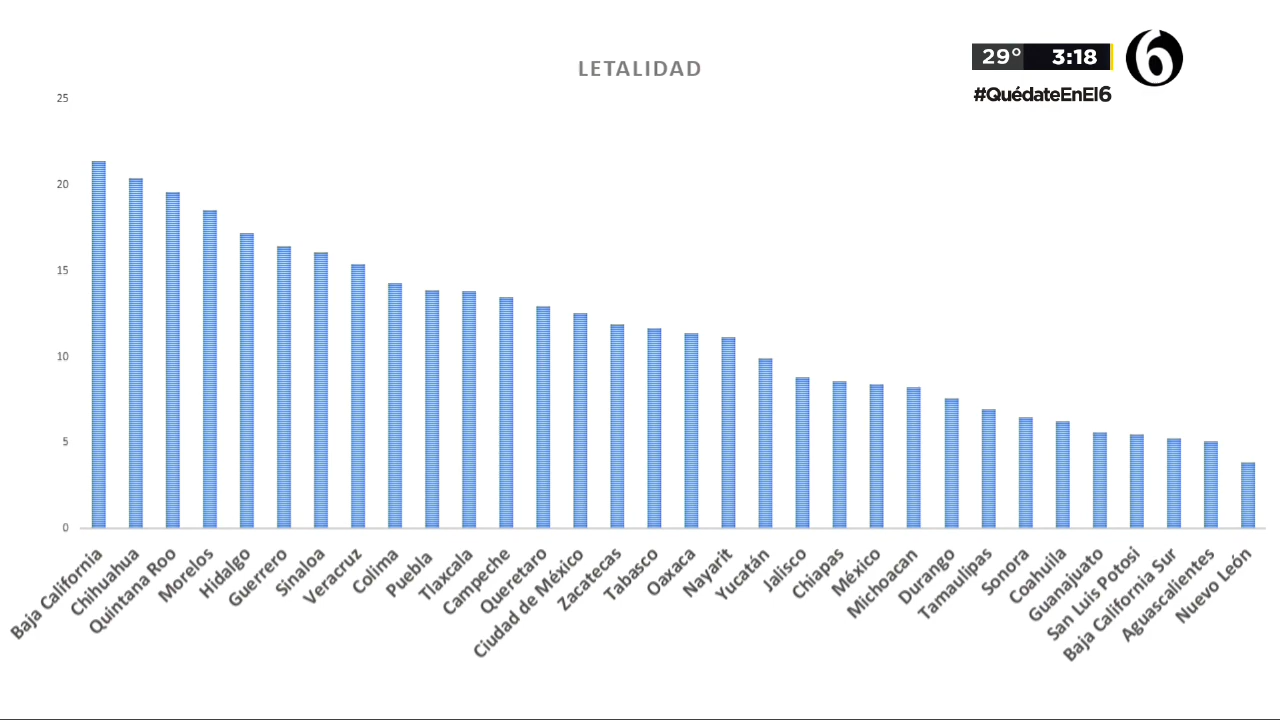 LETALIDAD
29° 3:18
6
#QuédateEnEl6
25
20
15
10
5
0
Baja California
Chihuahua
Quintana Roo
Morelos
Hidalgo
Guerrero
Sinaloa
Veracruz
Colima
Puebla
Tlaxcala
Campeche
Queretaro
Ciudad de México
Zacatecas
Tabasco
Oaxaca
Nayarit
Yucatán
Jalisco
Chiapas
México
Michoacan
Durango
Tamaulipas
Sonora
Coahuila
Guanajuato
San Luis Potosi
Baja California Sur
Aguascalientes
Nuevo León